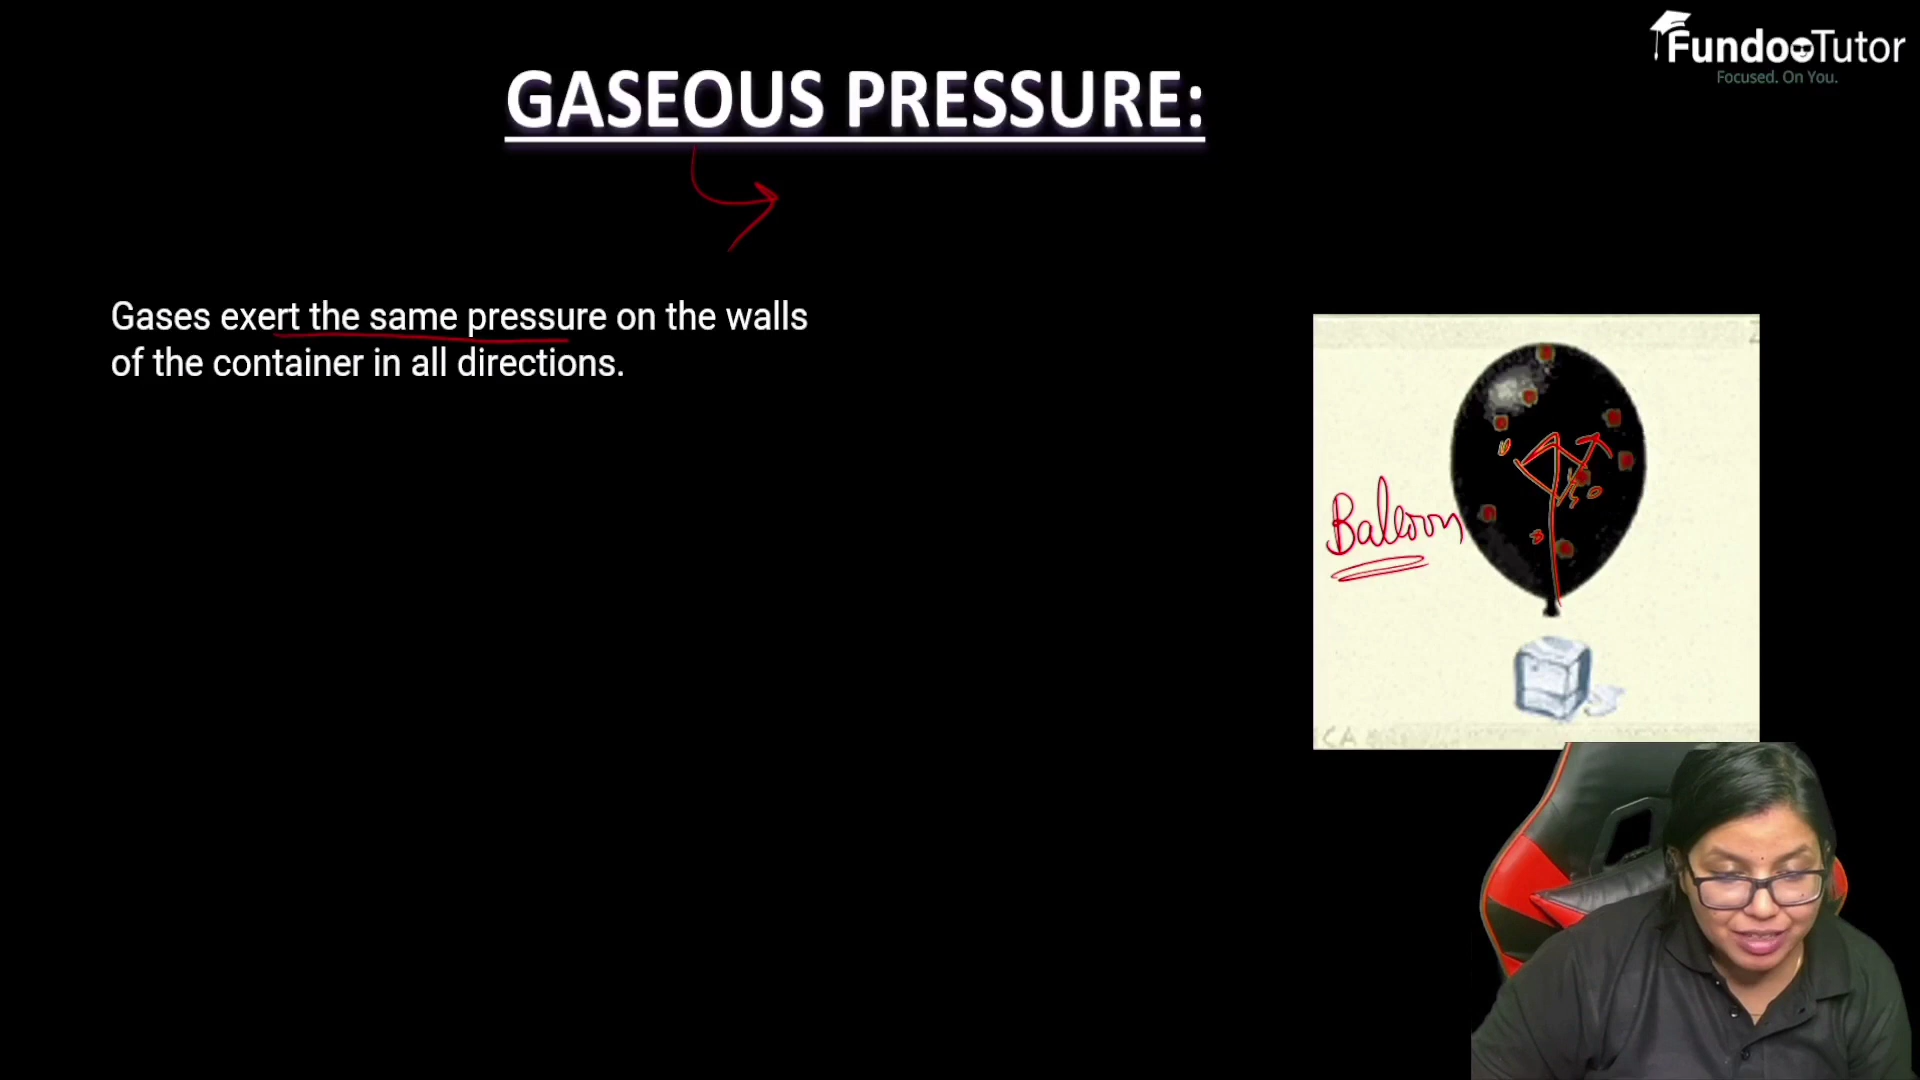 FundooTutor
Focused. On You.
GASEOUS PRESSURE:
Gases exert the same pressure on the walls
of the container in all directions.
Balloon
CA